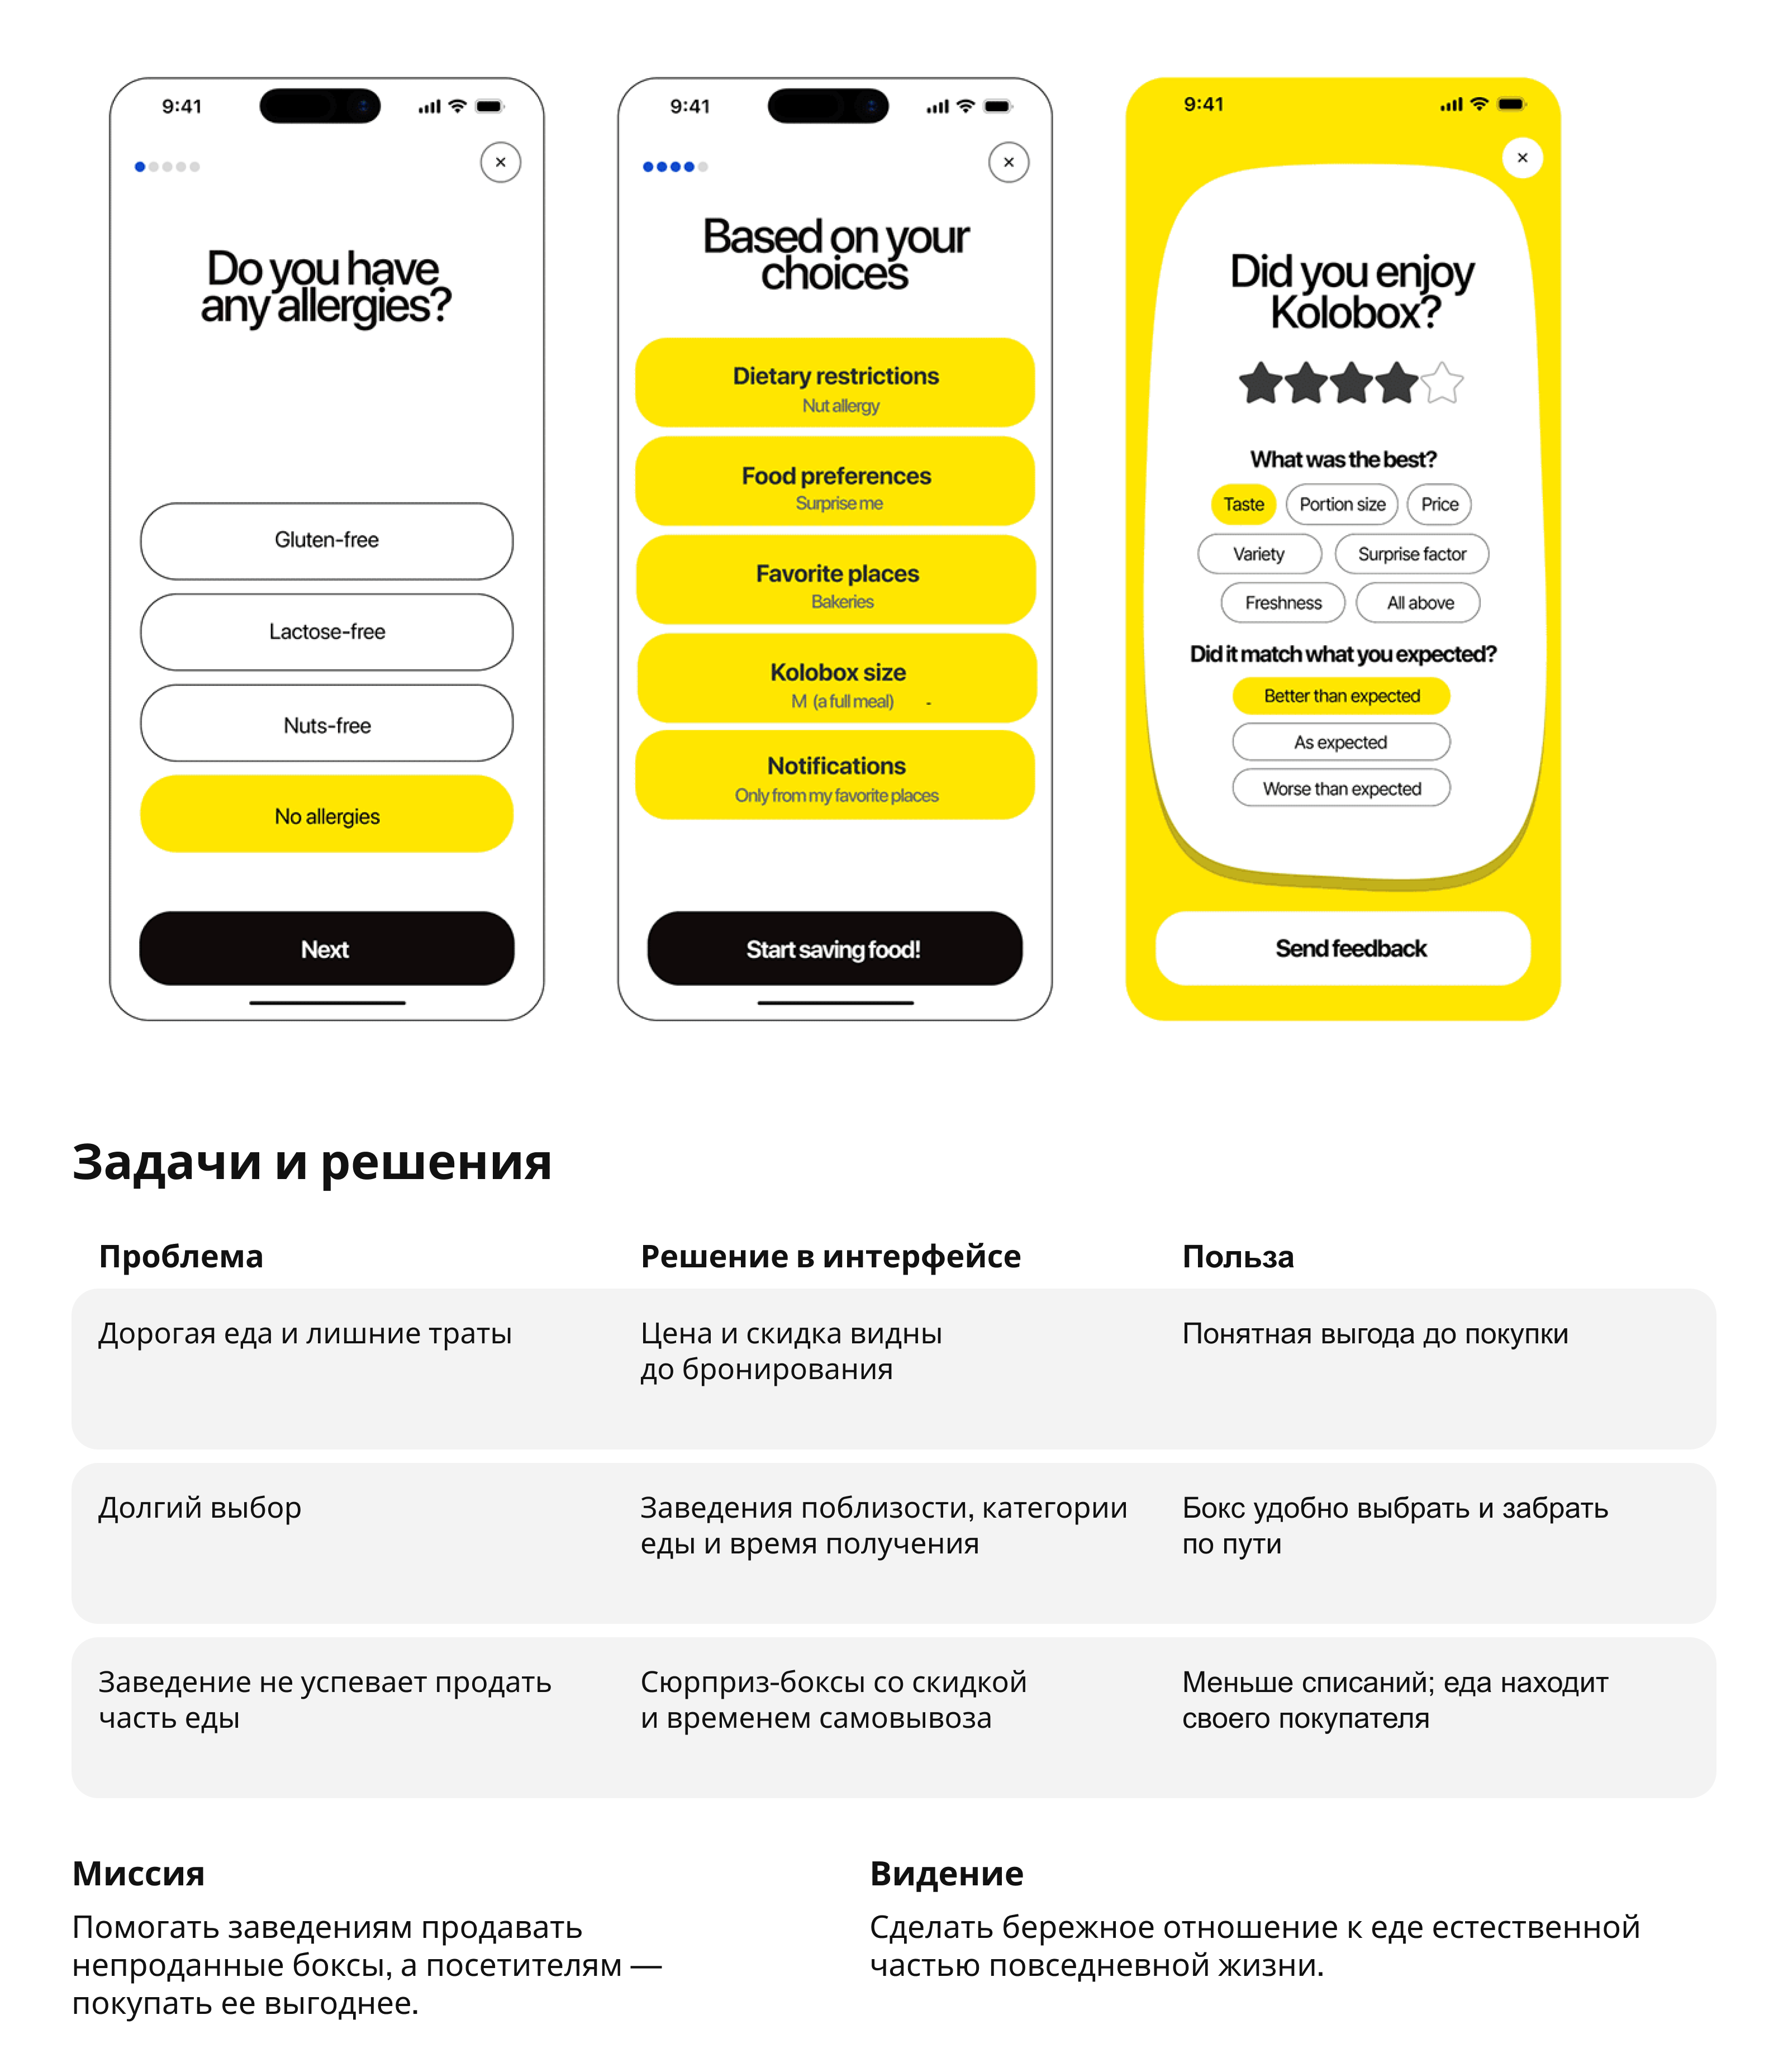 9:41
Do you have
any allergies?
Gluten-free
Lactose-free
Nuts-free
No allergies
Next
9:41
Based on your
choices
Dietary restrictions
Nut allergy
Food preferences
Surprise me
Favorite places
Bakeries
Kolobox size
M (a full meal) -
Notifications
Only from my favorite places
Start saving food!
9:41
Did you enjoy
Kolobox?
What was the best?
Taste Portion size Price
Variety Surprise factor
Freshness All above
Did it match what you expected?
Better than expected
As expected
Worse than expected
Send feedback
Задачи и решения
Проблема Решение в интерфейсе Польза
Дорогая еда и лишние траты
Цена и скидка видны
до бронирования
Понятная выгода до покупки
Долгий выбор
Заведения поблизости, категории
еды и время получения
Бокс удобно выбрать и забрать
по пути
Заведение не успевает продать
часть еды
Сюрприз-боксы со скидкой
и временем самовывоза
Меньше списаний; еда находит
своего покупателя
Миссия
Помогать заведениям продавать
непроданные боксы, а посетителям —
покупать ее выгоднее.
Видение
Сделать бережное отношение к еде естественной
частью повседневной жизни.